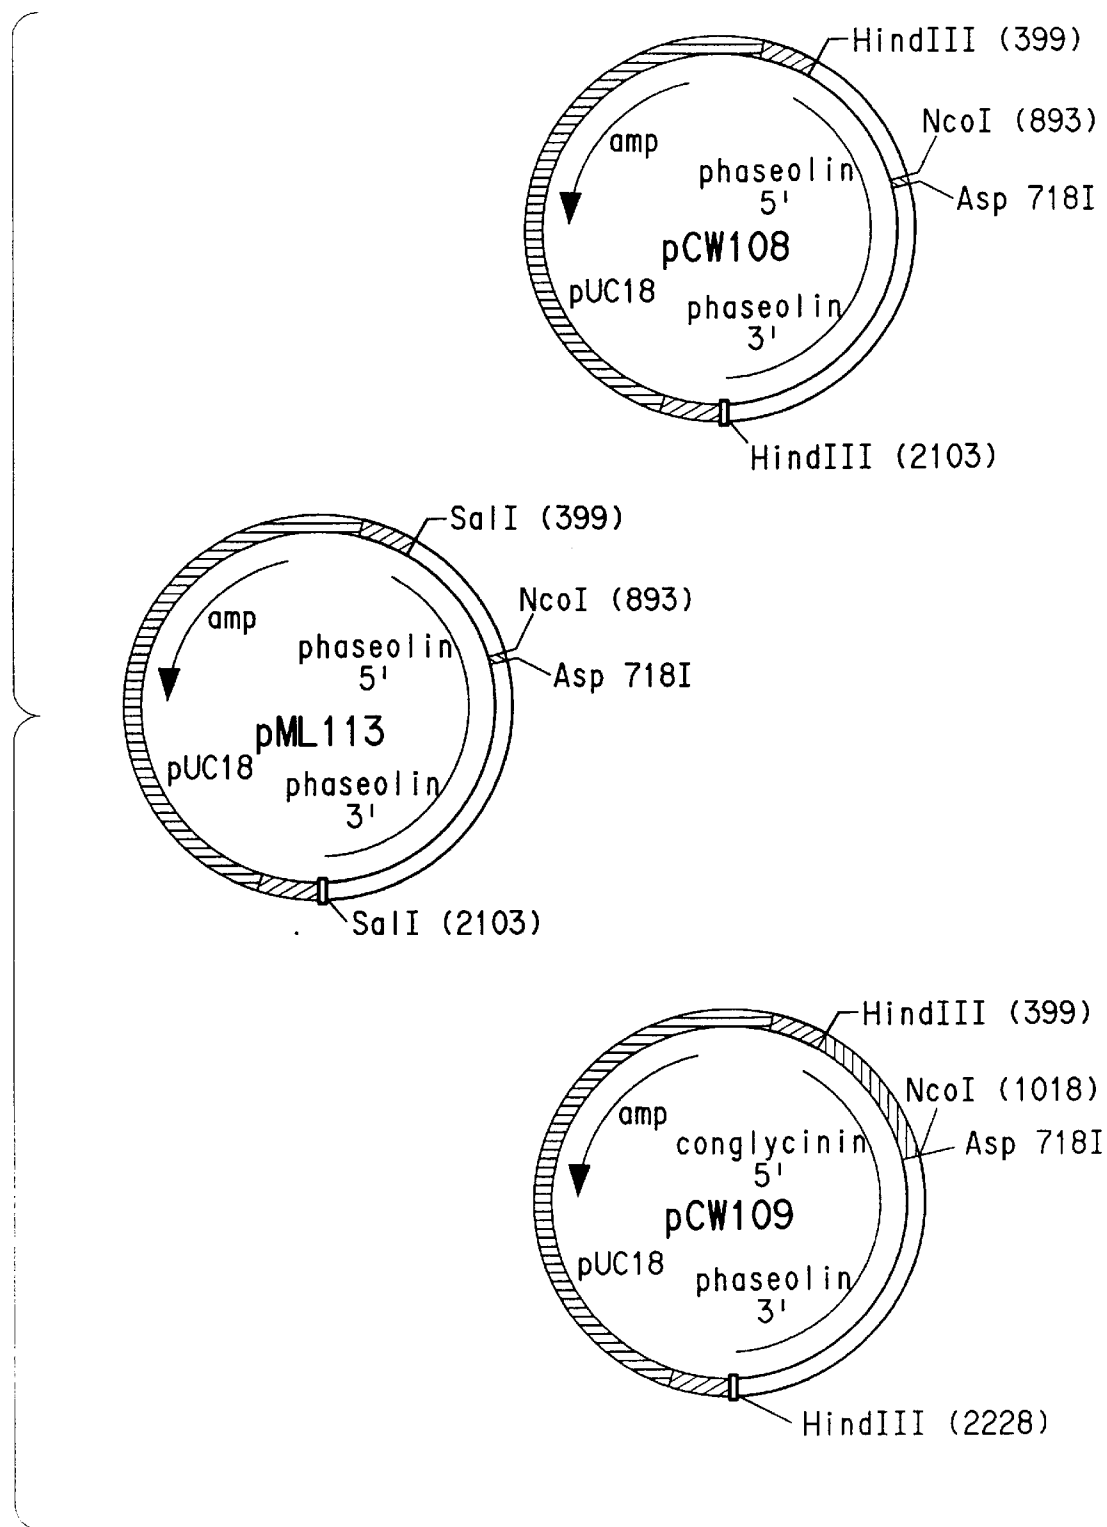 HindIII (399)
NcoI (893)
amp
phaseolin
5'
Asp 718I
pCW108
pUC18
phaseolin
3'
HindIII (2103)
SalI (399)
NcoI (893)
amp
phaseolin
5'
Asp 718I
pML113
pUC18
phaseolin
3'
SalI (2103)
HindIII (399)
NcoI (1018)
amp
conglycinin
5'
Asp 718I
pCW109
pUC18
phaseolin
3'
HindIII (2228)